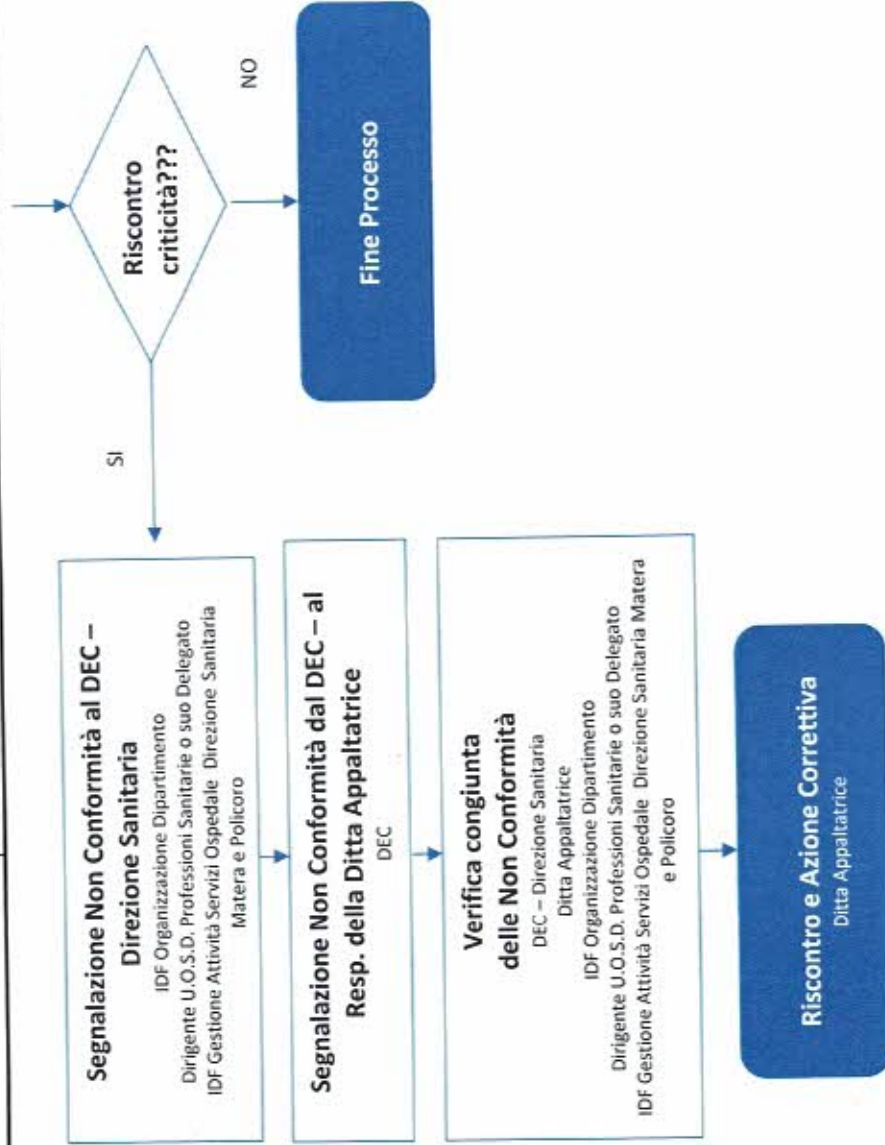 Riscontro
criticità???
SI
NO
Fine Processo
Segnalazione Non Conformità al DEC –
Direzione Sanitaria
IDF Organizzazione Dipartimento
Dirigente U.O.S.D. Professioni Sanitarie o suo Delegato
IDF Gestione Attività Servizi Ospedale Direzione Sanitaria
Matera e Policoro
Segnalazione Non Conformità dal DEC – al
Resp. della Ditta Appaltatrice
DEC
Verifica congiunta
delle Non Conformità
DEC – Direzione Sanitaria
Ditta Appaltatrice
IDF Organizzazione Dipartimento
Dirigente U.O.S.D. Professioni Sanitarie o suo Delegato
IDF Gestione Attività Servizi Ospedale Direzione Sanitaria Matera
e Policoro
Riscontro e Azione Correttiva
Ditta Appaltatrice